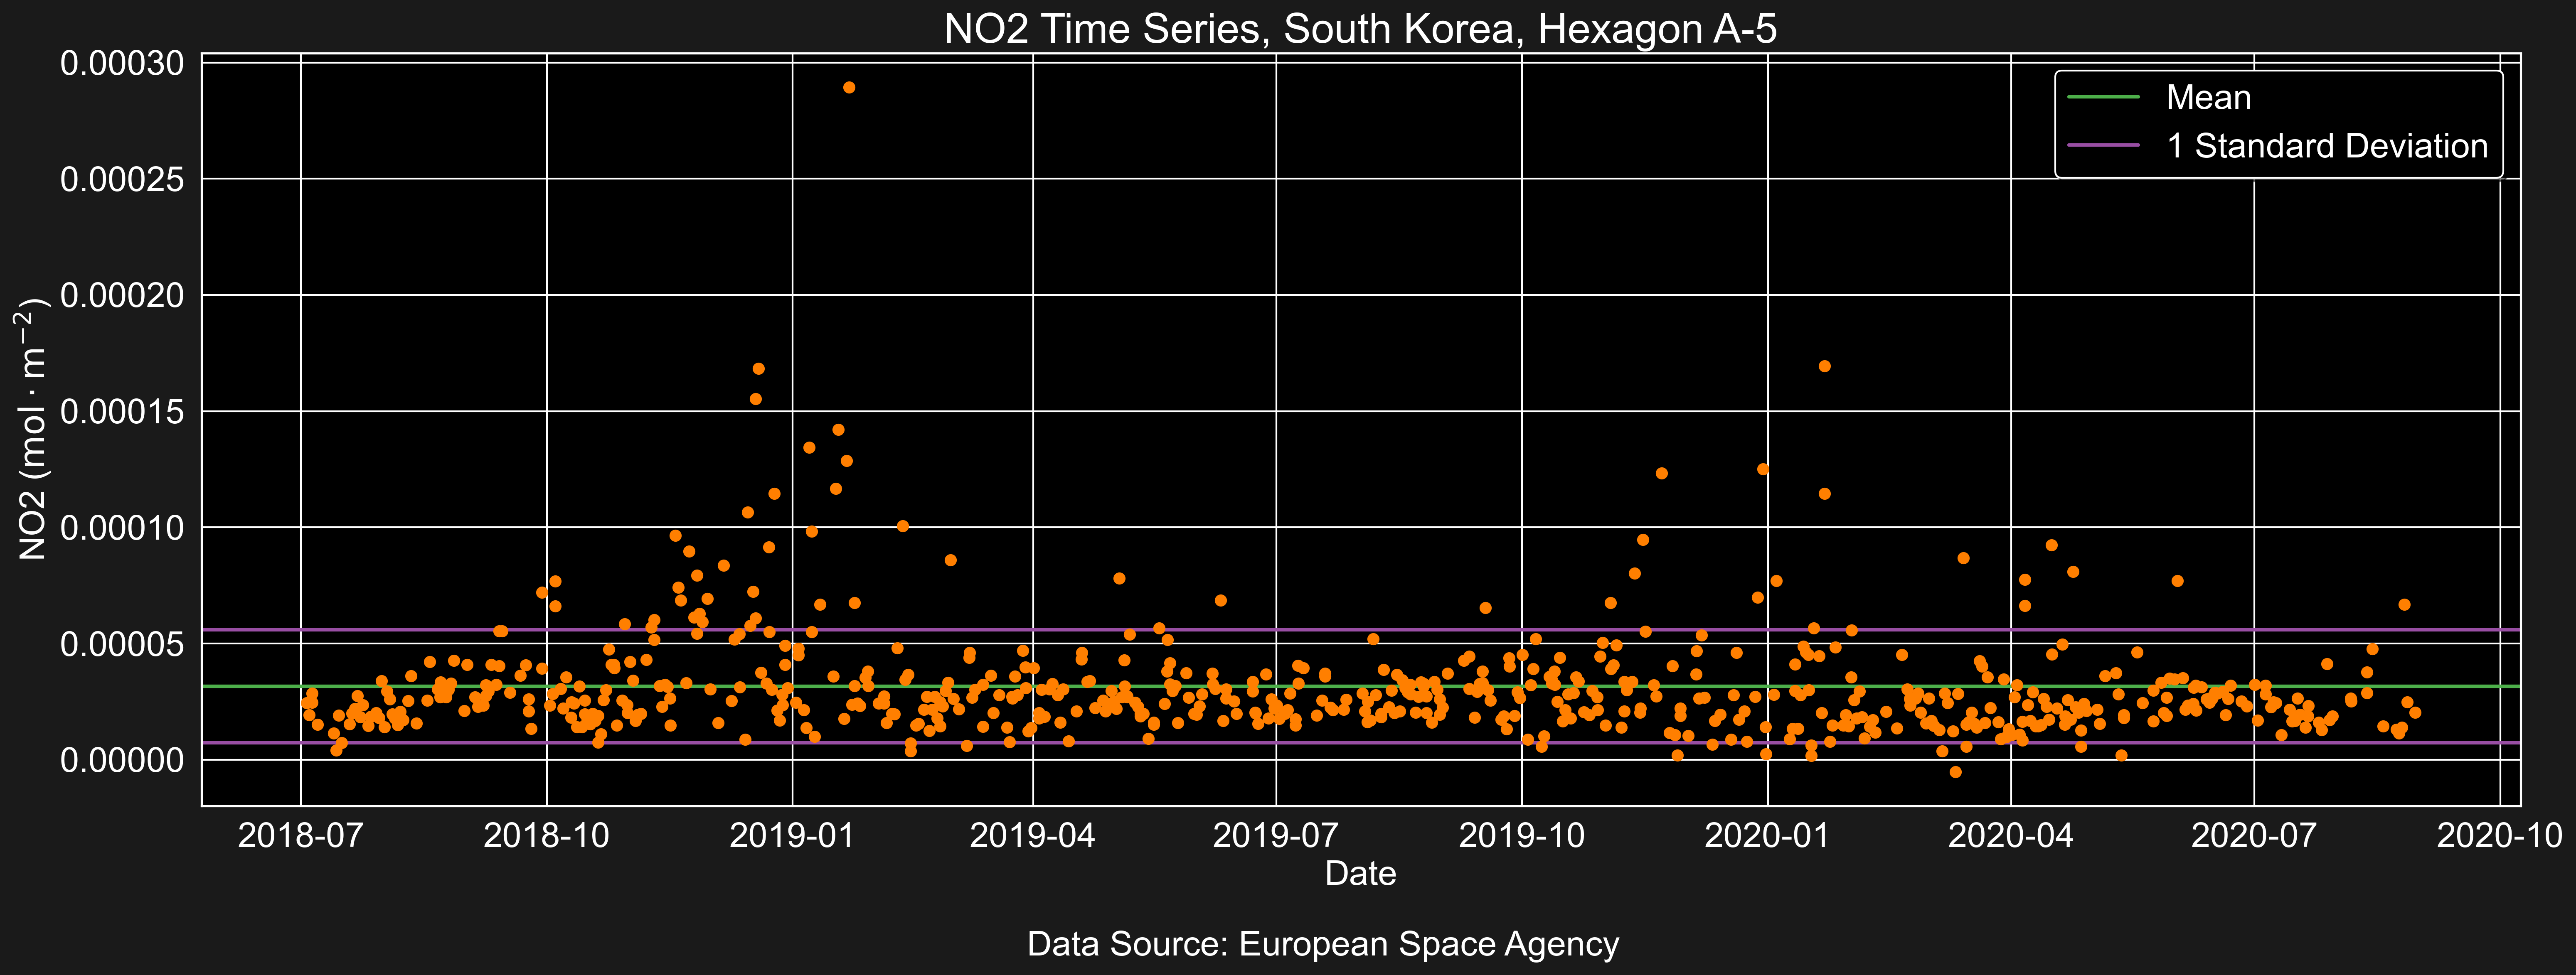 NO2 Time Series, South Korea, Hexagon A-5
0.00030
0.00025
0.00020
0.00015
0.00010
0.00005
0.00000
NO2 (mol · m⁻²)
Mean
1 Standard Deviation
2018-07 2018-10 2019-01 2019-04 2019-07 2019-10 2020-01 2020-04 2020-07 2020-10
Date
Data Source: European Space Agency